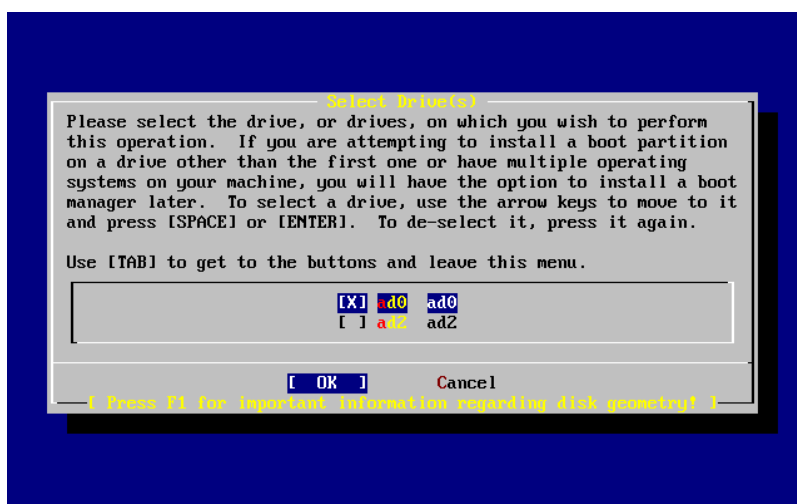 Select Drive(s)
Please select the drive, or drives, on which you wish to perform
this operation.  If you are attempting to install a boot partition
on a drive other than the first one or have multiple operating
systems on your machine, you will have the option to install a boot
manager later.  To select a drive, use the arrow keys to move to it
and press [SPACE] or [ENTER].  To de-select it, press it again.
Use [TAB] to get to the buttons and leave this menu.
[X] ad0  ad0
[ ] ad2  ad2
[  OK  ]  Cancel
[ Press F1 for important information regarding disk geometry! ]